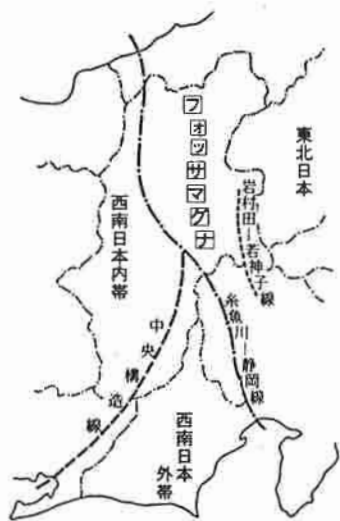 東北日本
フォッサマグナ
岩村田―若神子線
西南日本内帯
糸魚川―静岡線
中央構造線
西南日本
外帯